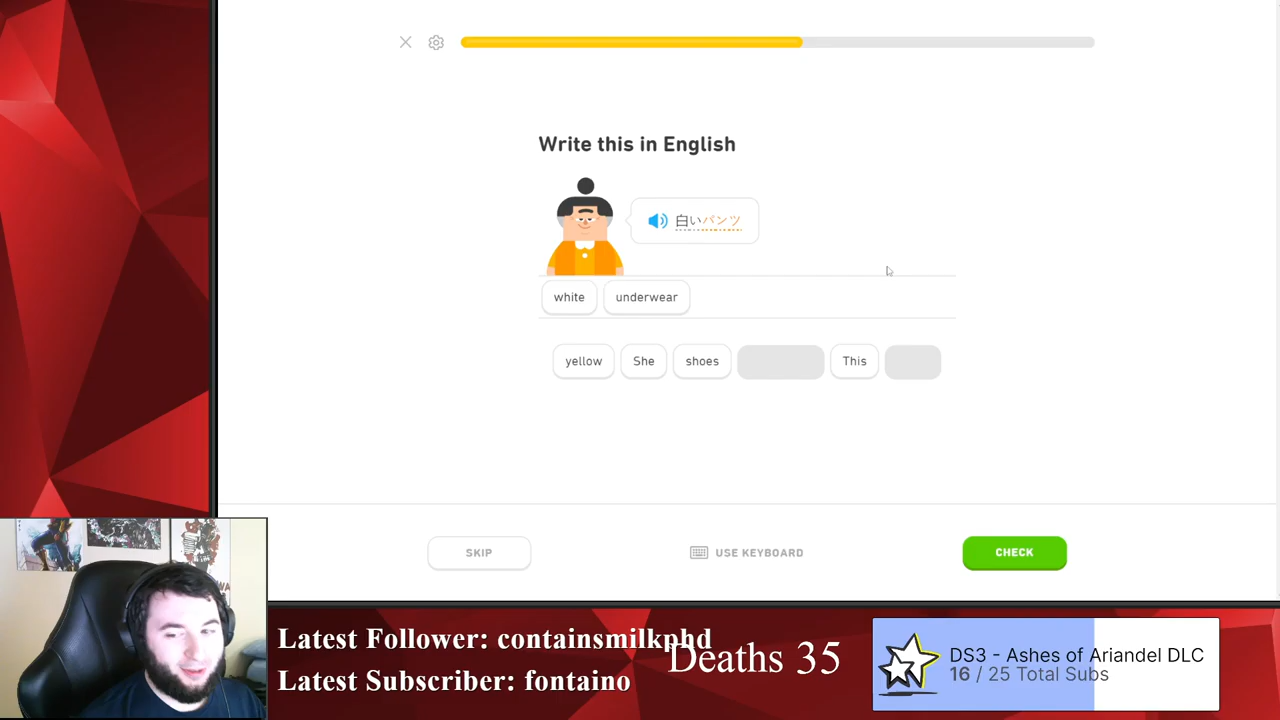 Write this in English
白いパンツ
white underwear
yellow She shoes This
SKIP
USE KEYBOARD
CHECK
Latest Follower: containsmilkphd
Latest Subscriber: fontaino
Deaths 35
DS3 - Ashes of Ariandel DLC
16 / 25 Total Subs